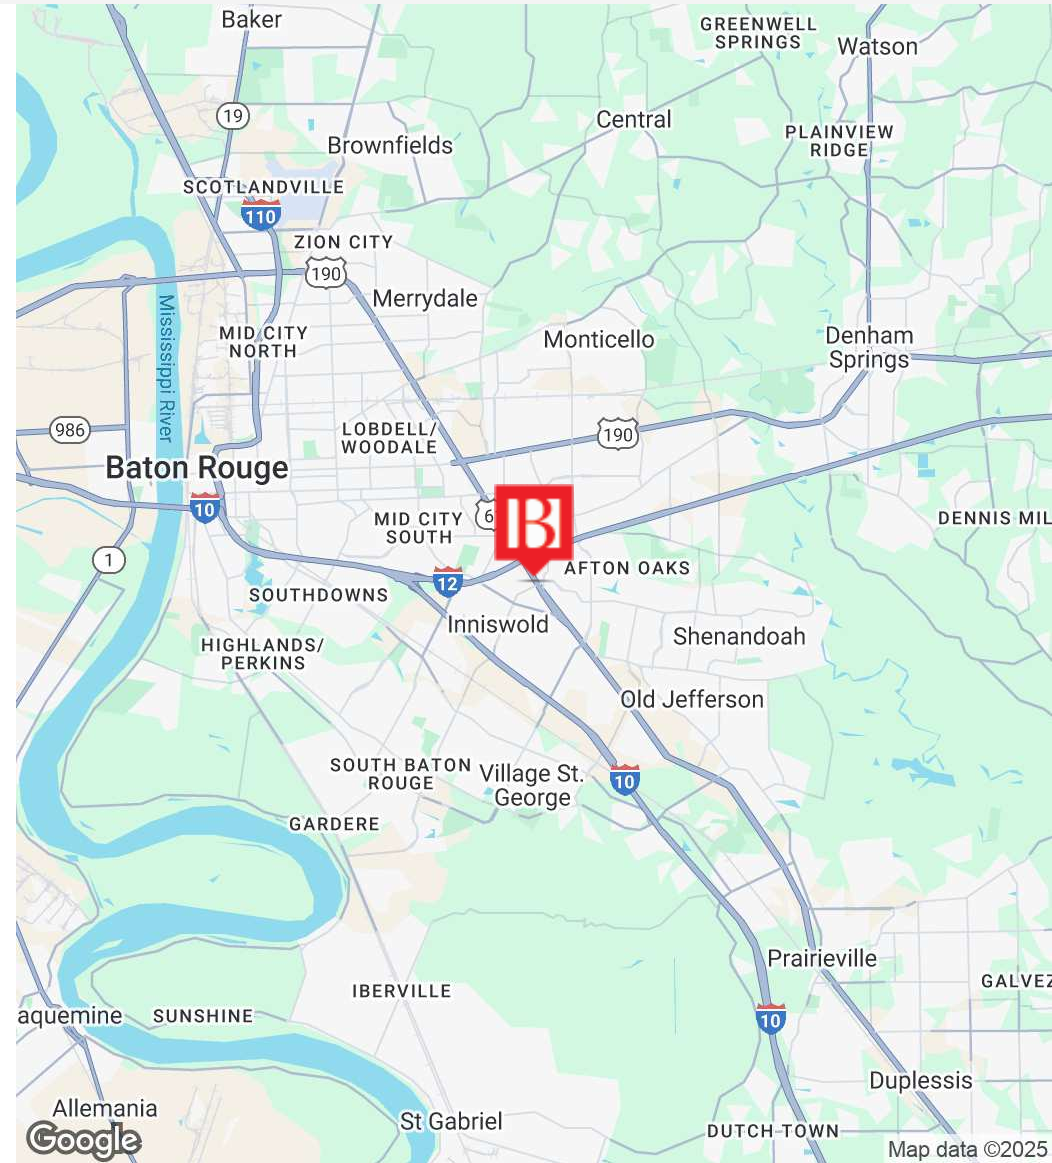 Baker
GREENWELL
SPRINGS
Watson
19
Central
PLAINVIEW
RIDGE
Brownfields
SCOTLANDVILLE
110
ZION CITY
190
Merrydale
Mississippi River
MID CITY
NORTH
Monticello
Denham
Springs
986
LOBDELL/
WOODALE
190
Baton Rouge
10
MID CITY
SOUTH
6
B
DENNIS MIL
1
12
AFTON OAKS
SOUTHDOWNS
Inniswold
Shenandoah
HIGHLANDS/
PERKINS
Old Jefferson
SOUTH BATON
ROUGE
Village St.
George
10
GARDERE
Prairieville
IBERVILLE
GALVEZ
aquemine
SUNSHINE
10
Duplessis
Allemania
St Gabriel
DUTCH TOWN
Google
Map data ©2025